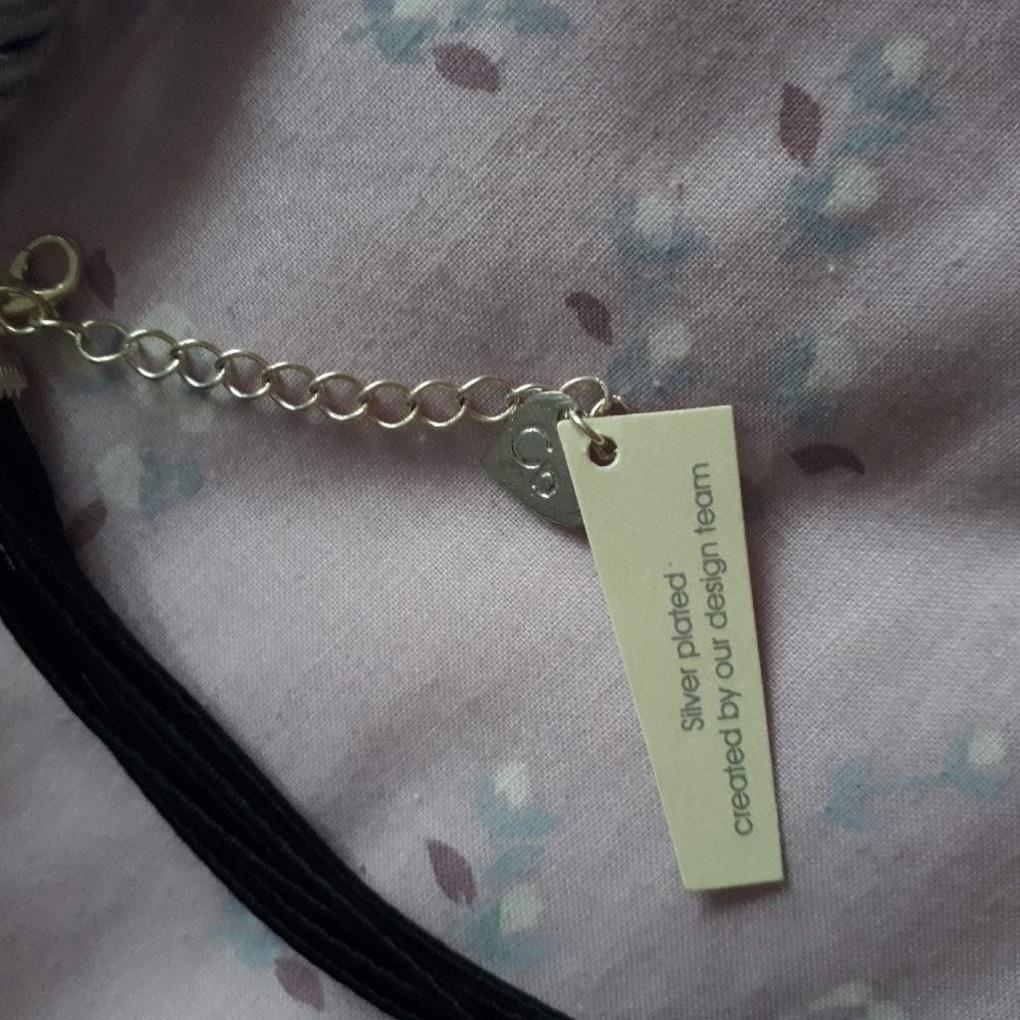 Silver plated
created by our design team